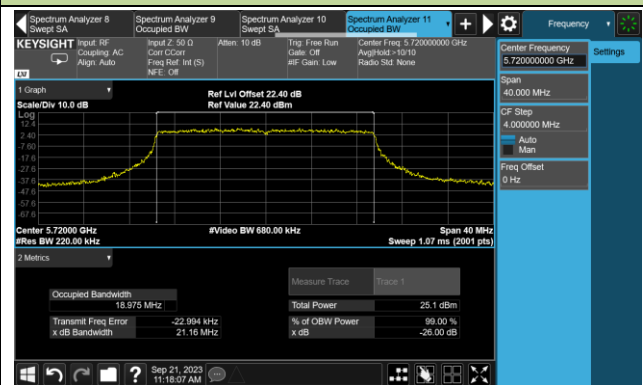 Spectrum Analyzer 8
Swept SA
Spectrum Analyzer 9
Occupied BW
Spectrum Analyzer 10
Swept SA
Spectrum Analyzer 11
Occupied BW
Frequency
KEYSIGHT
Input: RF
Coupling: AC
Align: Auto
Input Z: 50 Ω
Corr CCorr
Freq Ref: Int (S)
NFE: Off
Atten: 10 dB
Trig: Free Run
Gate: Off
#IF Gain: Low
Center Freq: 5.720000000 GHz
Avg|Hold:>10/10
Radio Std: None
LXI
Center Frequency
5.720000000 GHz
Settings
Span
40.000 MHz
CF Step
4.000000 MHz
Auto
Man
Freq Offset
0 Hz
1 Graph
Scale/Div 10.0 dB
Ref Lvl Offset 22.40 dB
Ref Value 22.40 dBm
Log
12.4
2.40
-7.60
-17.6
-27.6
-37.6
-47.6
-57.6
-67.6
Center 5.72000 GHz
#Res BW 220.00 kHz
#Video BW 680.00 kHz
Span 40 MHz
Sweep 1.07 ms (2001 pts)
2 Metrics
Measure Trace
Trace 1
Occupied Bandwidth
18.975 MHz
Total Power
25.1 dBm
Transmit Freq Error
-22.994 kHz
% of OBW Power
99.00 %
x dB Bandwidth
21.16 MHz
x dB
-26.00 dB
?
Sep 21, 2023
11:18:07 AM